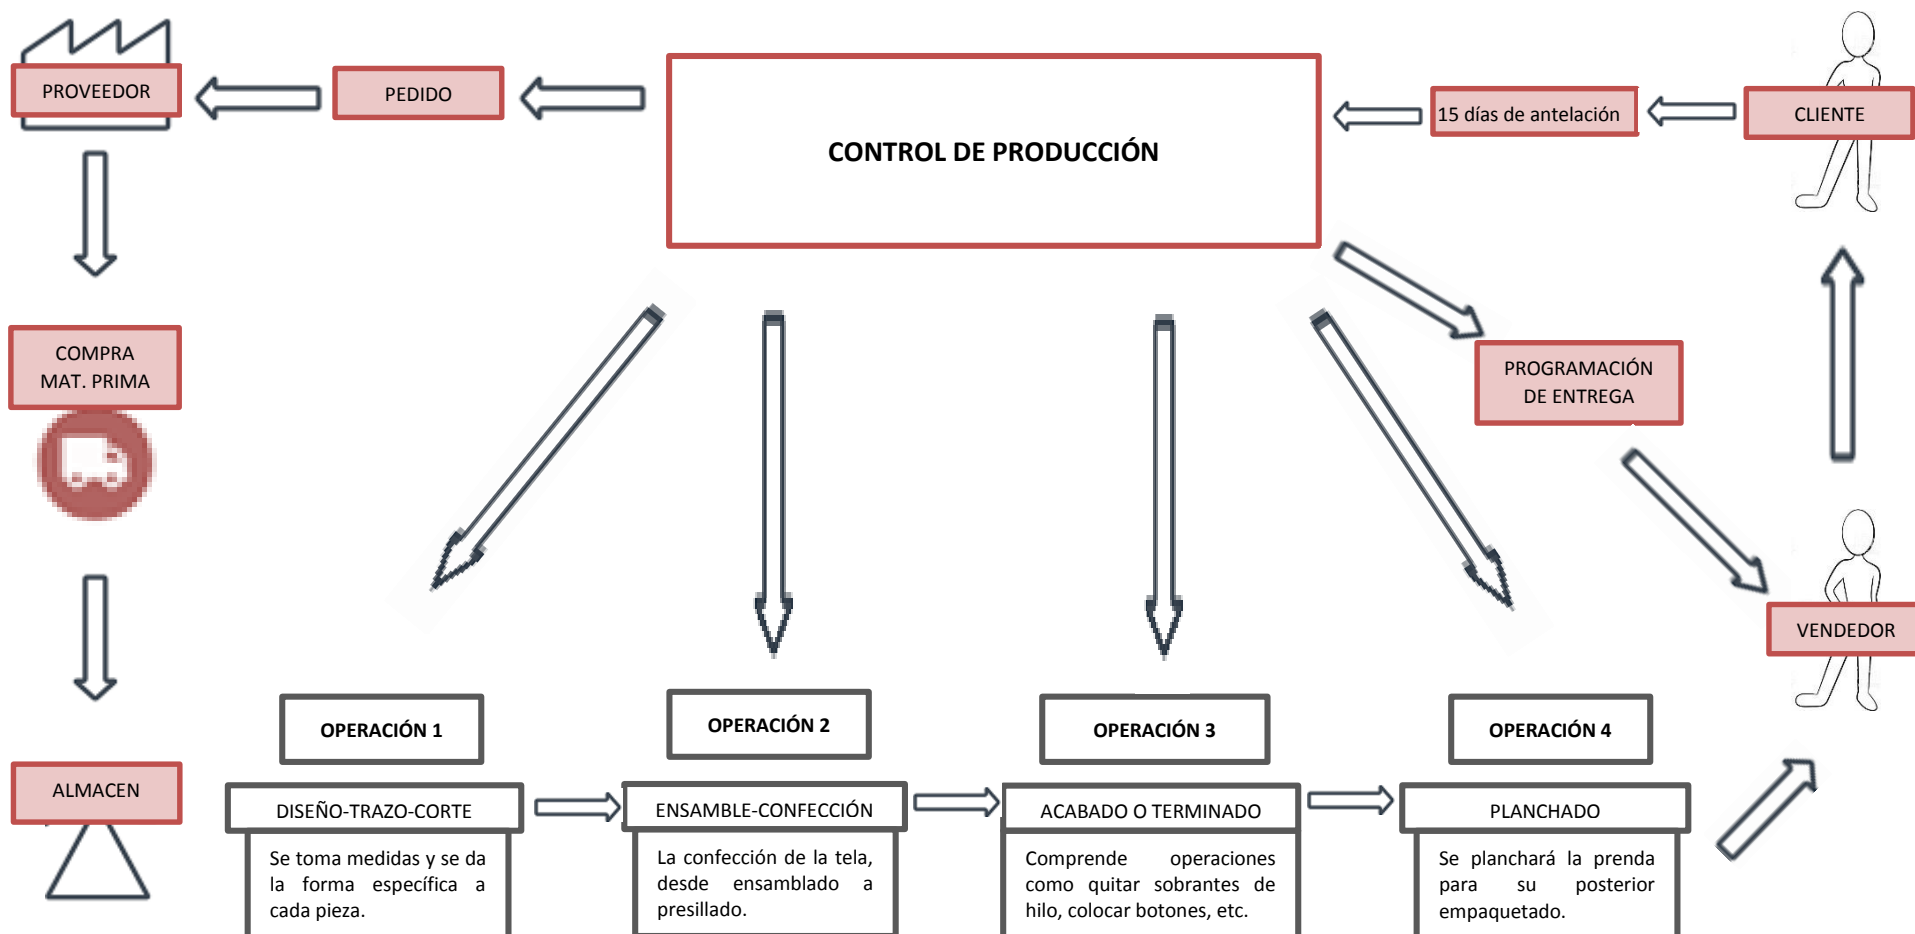 PROVEEDOR
PEDIDO
CONTROL DE PRODUCCIÓN
15 días de antelación
CLIENTE
COMPRA
MAT. PRIMA
PROGRAMACIÓN
DE ENTREGA
VENDEDOR
ALMACEN
OPERACIÓN 1
DISEÑO-TRAZO-CORTE
Se toma medidas y se da
la forma específica a
cada pieza.
OPERACIÓN 2
ENSAMBLE-CONFECCIÓN
La confección de la tela,
desde ensamblado a
presillado.
OPERACIÓN 3
ACABADO O TERMINADO
Comprende operaciones
como quitar sobrantes de
hilo, colocar botones, etc.
OPERACIÓN 4
PLANCHADO
Se planchará la prenda
para su posterior
empaquetado.